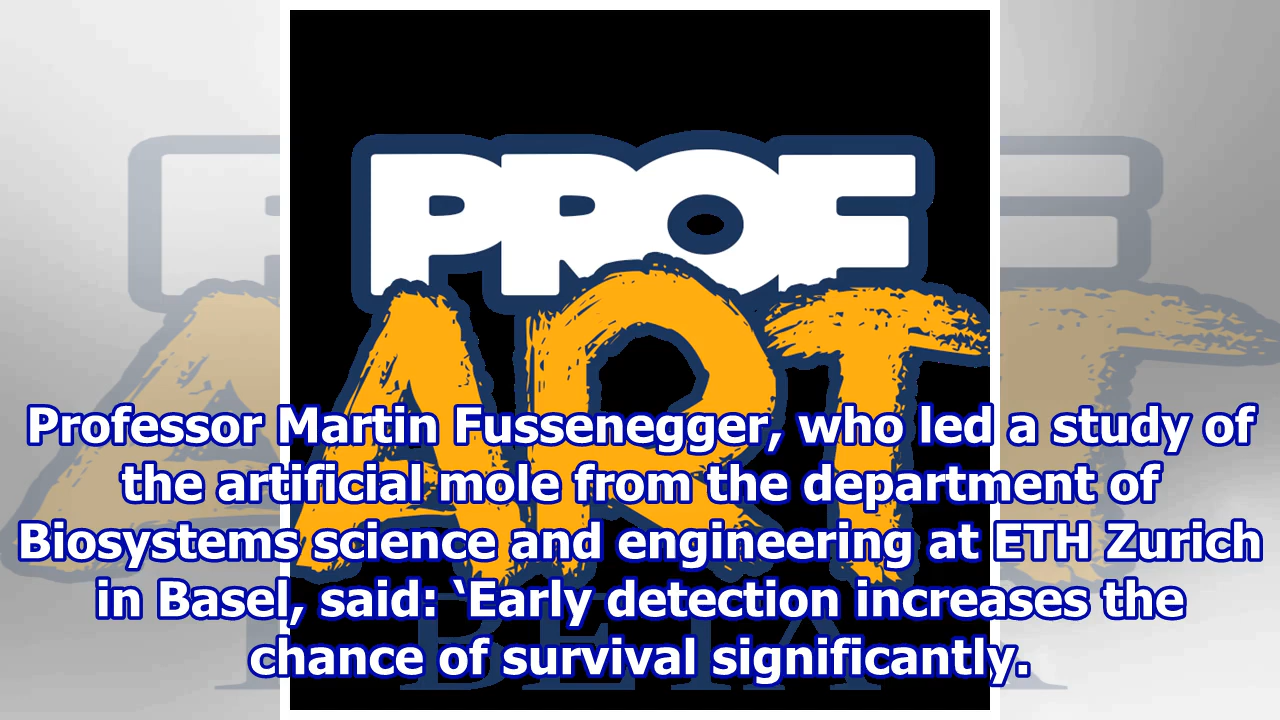 PROF
ART
BETA
Professor Martin Fussenegger, who led a study of
the artificial mole from the department of
Biosystems science and engineering at ETH Zurich
in Basel, said: ‘Early detection increases the
chance of survival significantly.